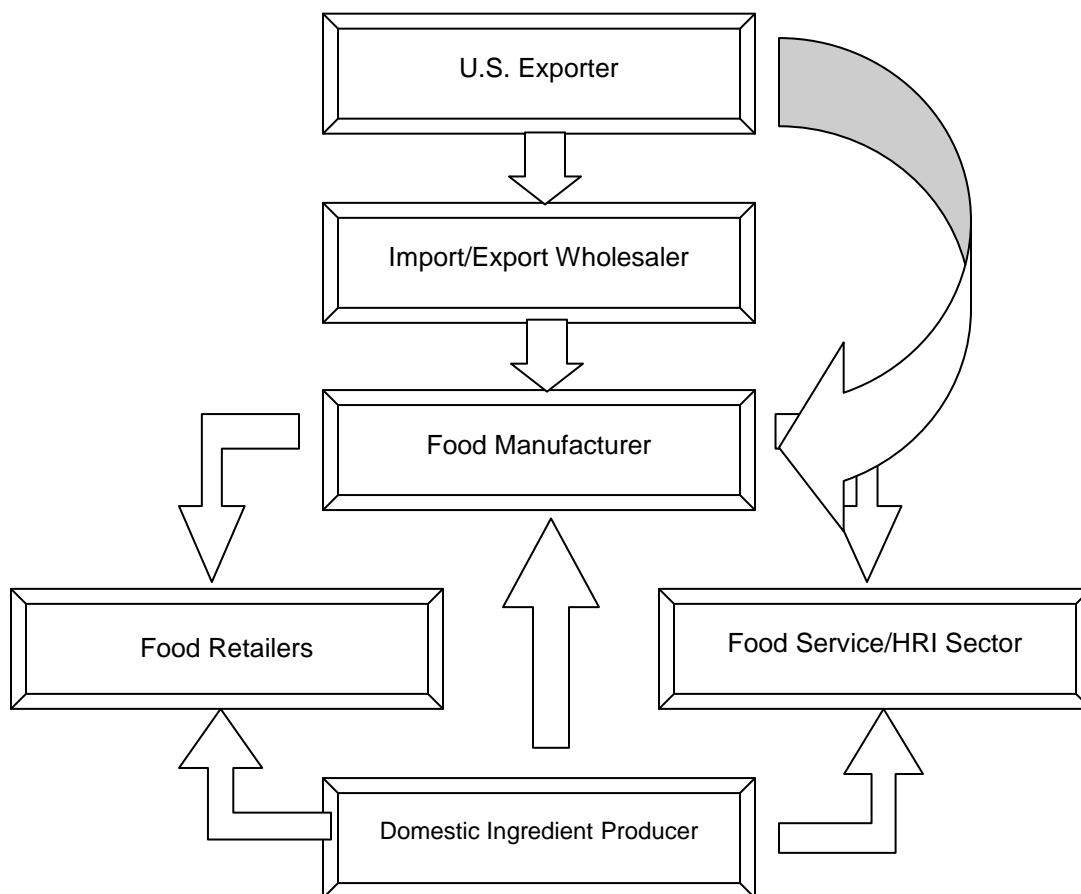 U.S. Exporter
Import/Export Wholesaler
Food Manufacturer
Food Retailers
Food Service/HRI Sector
Domestic Ingredient Producer